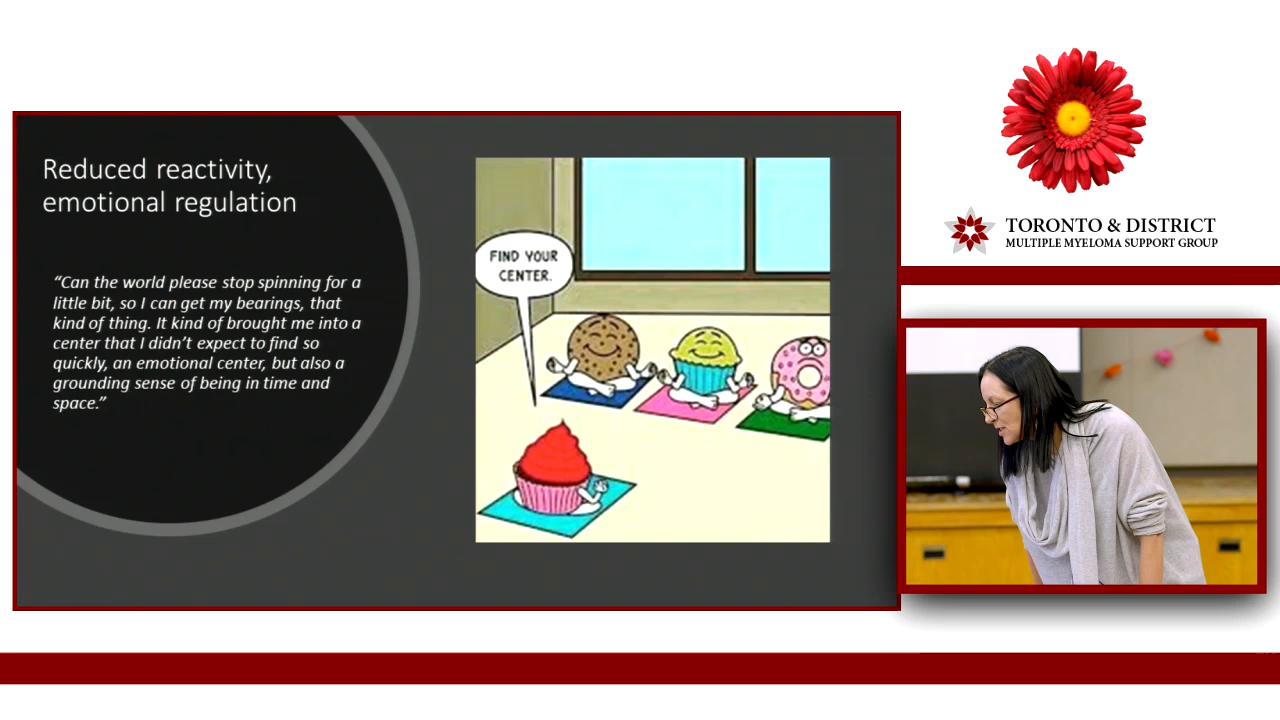 Reduced reactivity,
emotional regulation
“Can the world please stop spinning for a
little bit, so I can get my bearings, that
kind of thing. It kind of brought me into a
center that I didn’t expect to find so
quickly, an emotional center, but also a
grounding sense of being in time and
space.”
FIND YOUR
CENTER.
TORONTO & DISTRICT
MULTIPLE MYELOMA SUPPORT GROUP